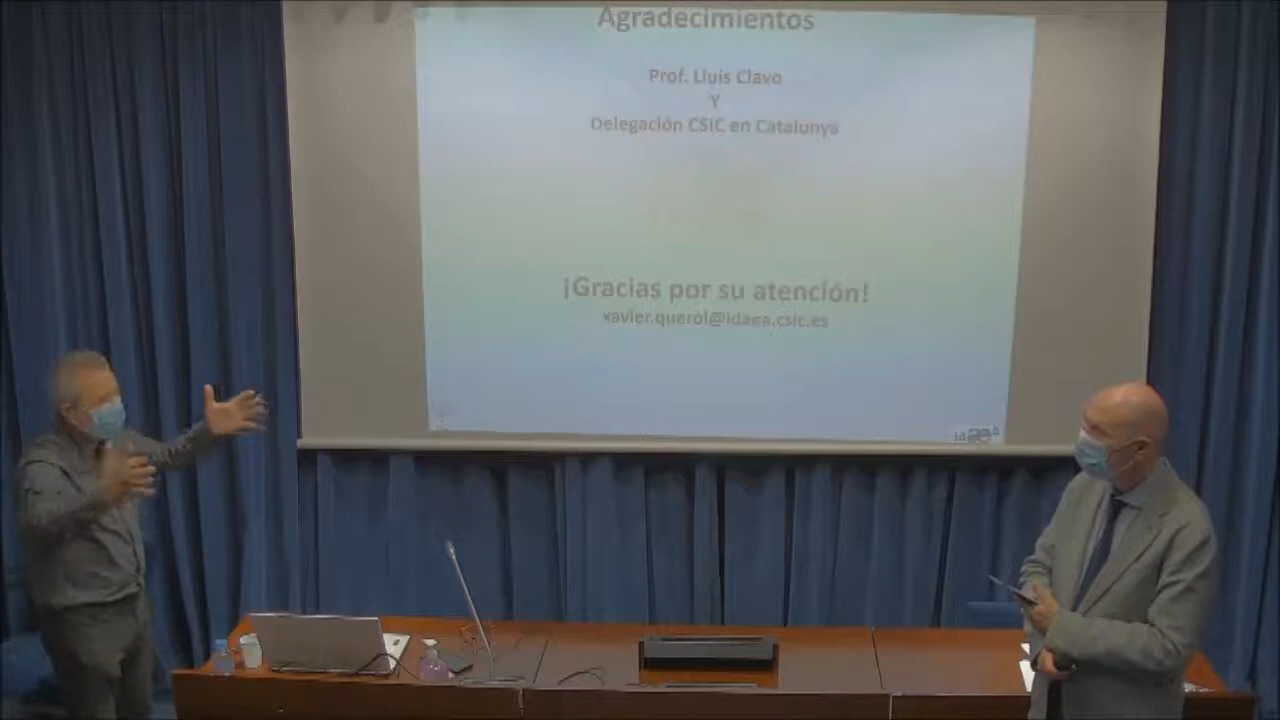 Agradecimientos
Prof. Lluis Clavo
Y
Delegación CSIC en Catalunya
¡Gracias por su atención!
xavier.querol@idaea.csic.es